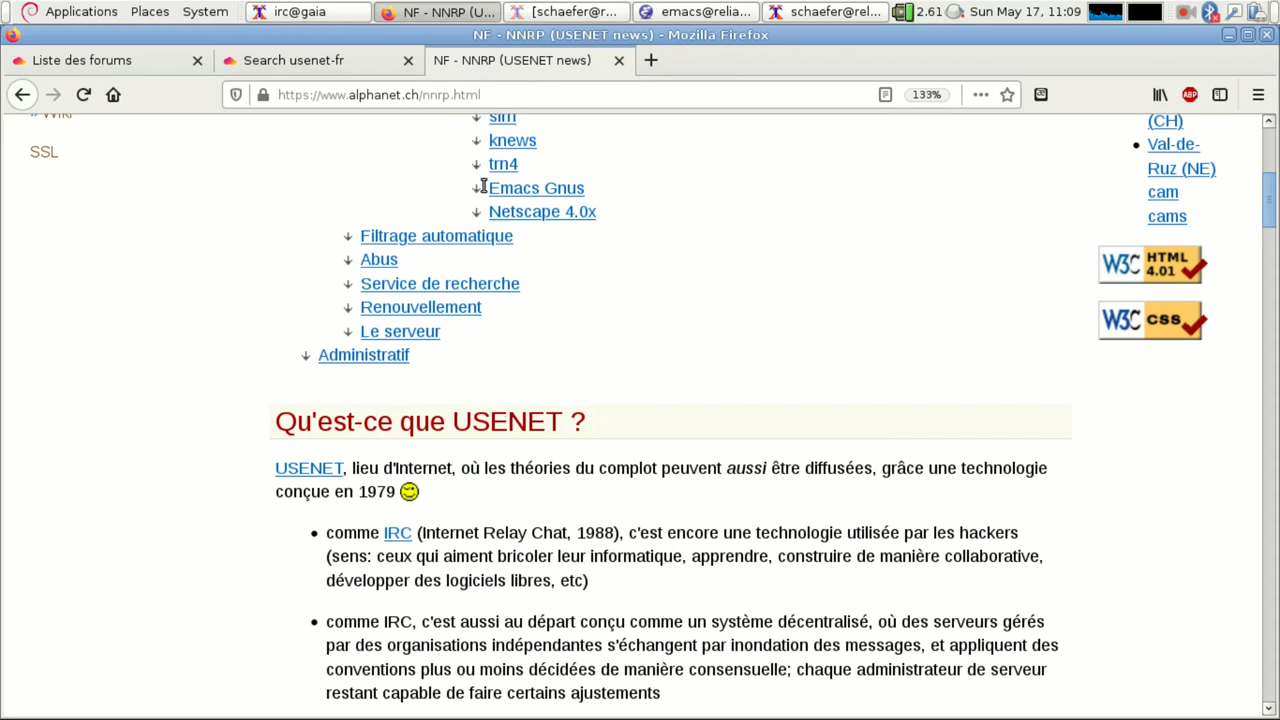 Applications Places System irc@gaia NF - NNRP (U... [schaefer@r... emacs@relia... schaefer@rel... 2.61 Sun May 17, 11:09
NF - NNRP (USENET news) - Mozilla Firefox
Liste des forums Search usenet-fr NF - NNRP (USENET news)
https://www.alphanet.ch/nnrp.html 133% ABP
SSL
slrn
knews
trn4
Emacs Gnus
Netscape 4.0x
Filtrage automatique
Abus
Service de recherche
Renouvellement
Le serveur
Administratif
(CH)
Val-de-
Ruz (NE)
cam
cams
W3C HTML 4.01
W3C CSS
Qu'est-ce que USENET ?
USENET, lieu d'Internet, où les théories du complot peuvent aussi être diffusées, grâce une technologie
conçue en 1979
comme IRC (Internet Relay Chat, 1988), c'est encore une technologie utilisée par les hackers
(sens: ceux qui aiment bricoler leur informatique, apprendre, construire de manière collaborative,
développer des logiciels libres, etc)
comme IRC, c'est aussi au départ conçu comme un système décentralisé, où des serveurs gérés
par des organisations indépendantes s'échangent par inondation des messages, et appliquent des
conventions plus ou moins décidées de manière consensuelle; chaque administrateur de serveur
restant capable de faire certains ajustements